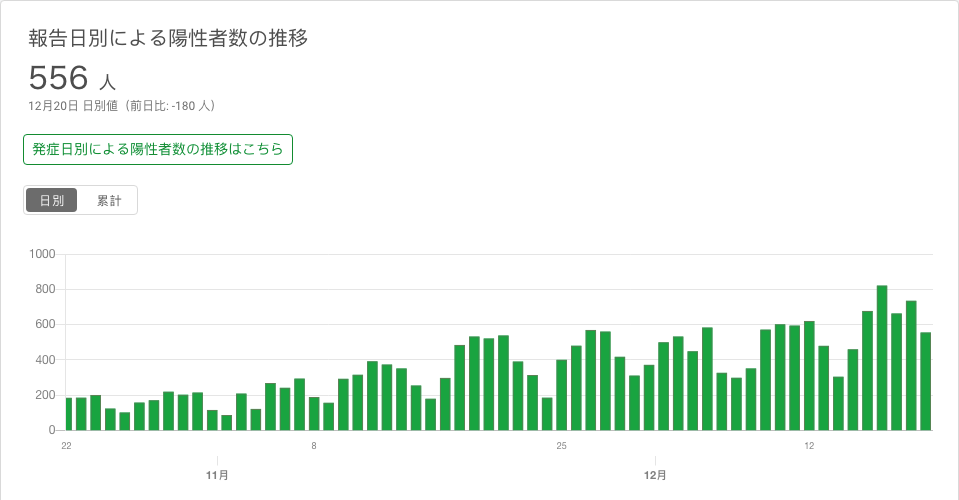 報告日別による陽性者数の推移
556 人
12月20日 日別値（前日比: -180 人）
発症日別による陽性者数の推移はこちら
日別 累計
1000
800
600
400
200
0
22 8 25 12
11月 12月